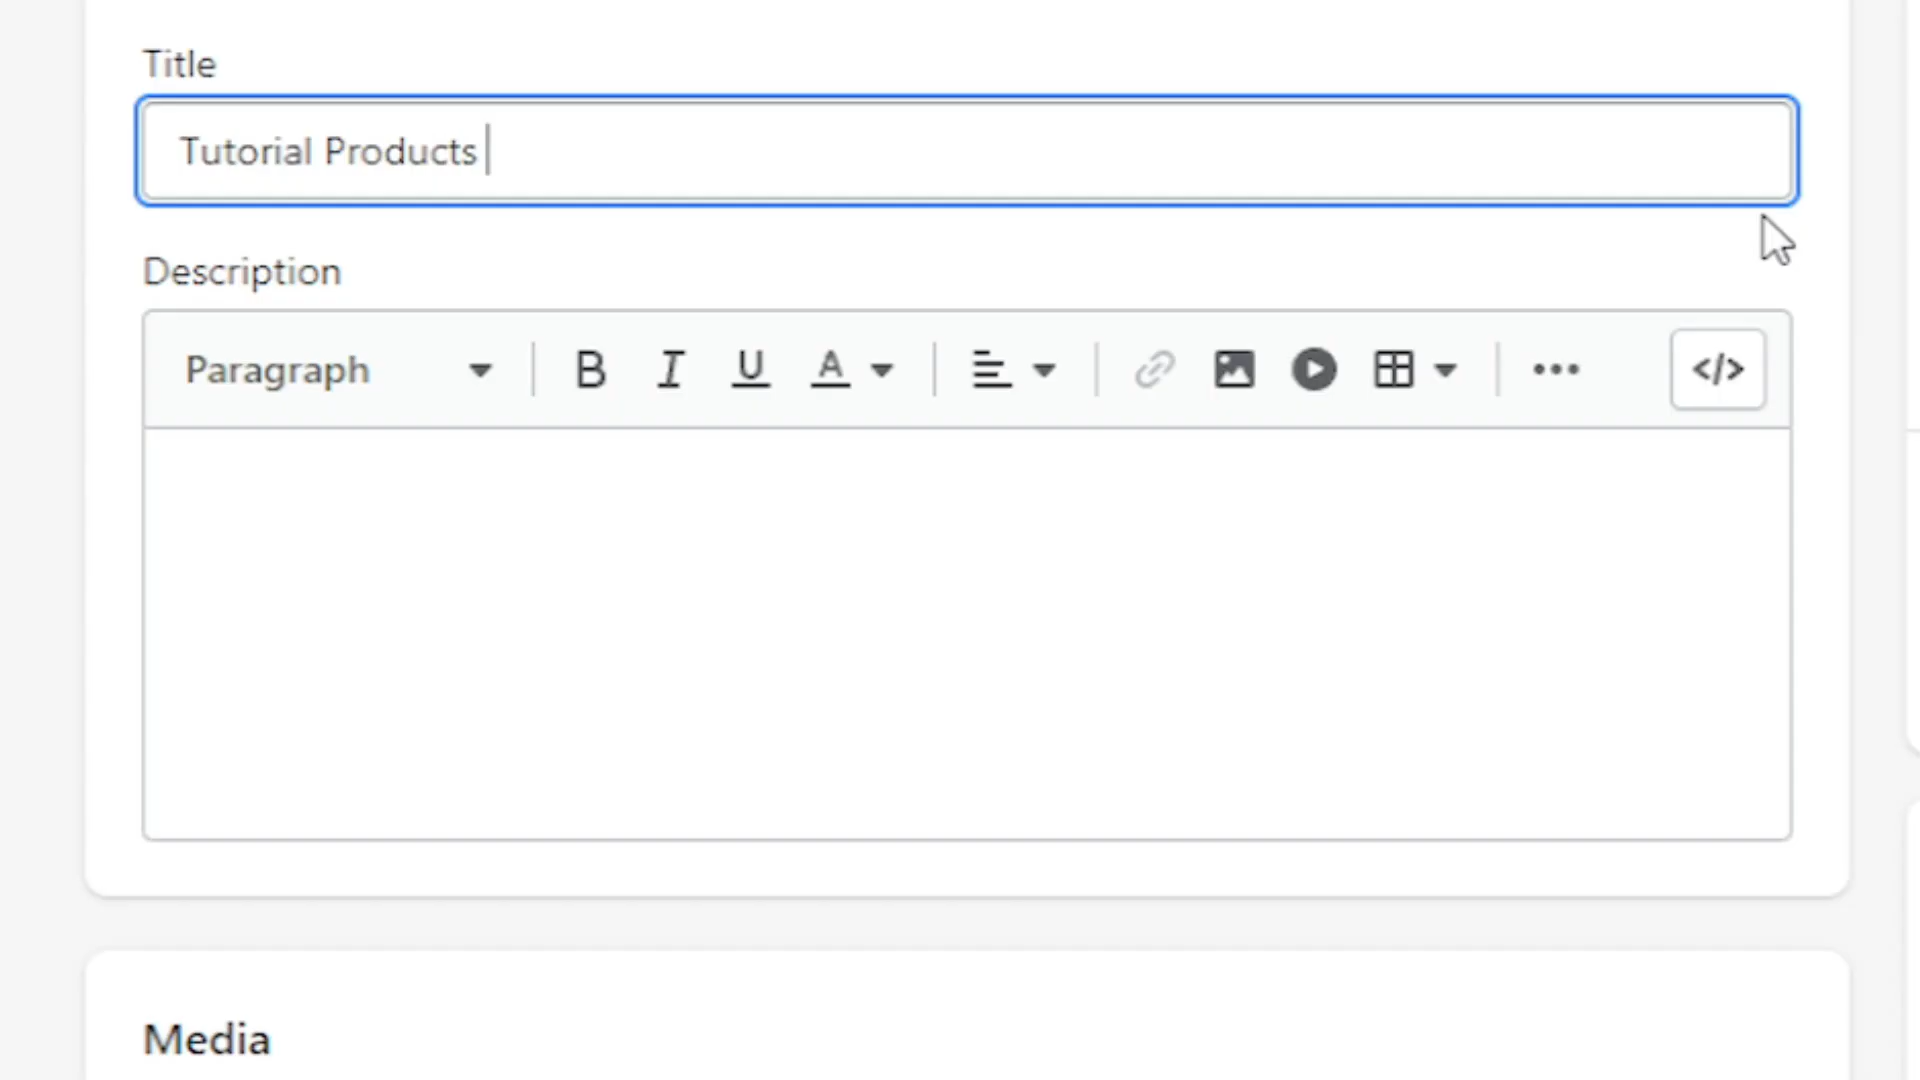 Title
Tutorial Products
Description
Paragraph B I U A </>
Media